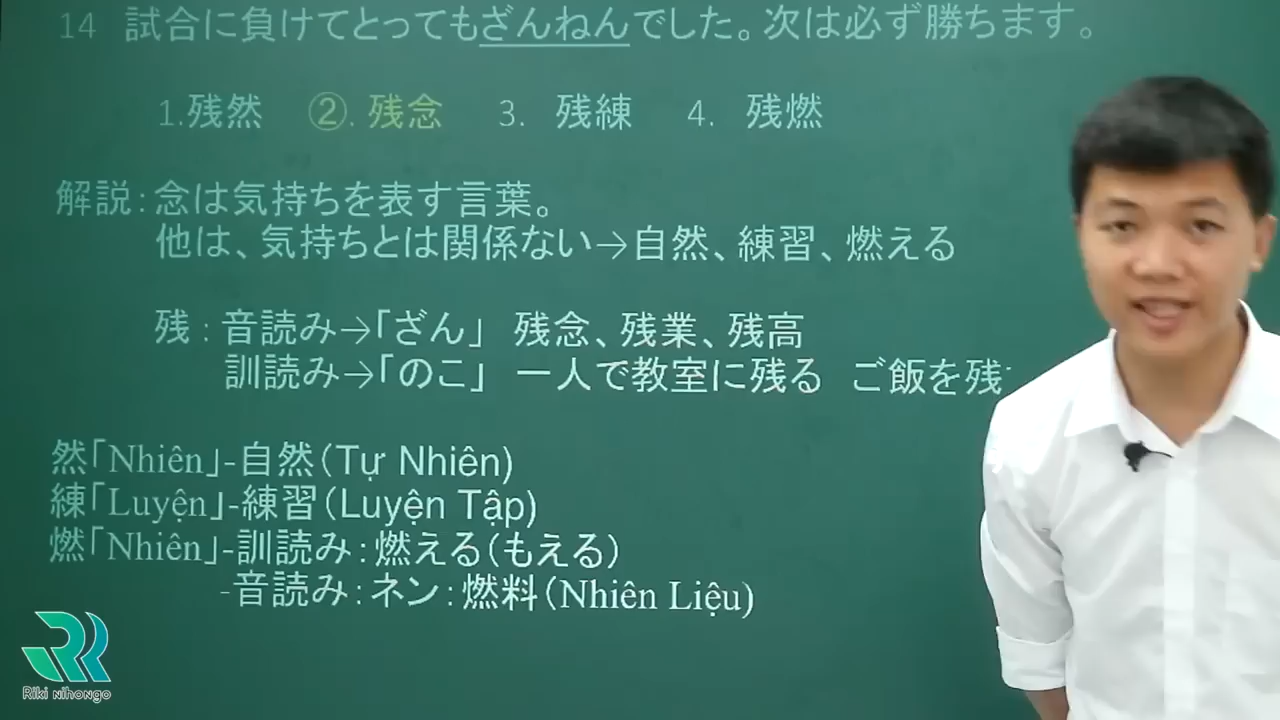 14 試合に負けてとってもざんねんでした。次は必ず勝ちます。
1.残然 ②. 残念 3. 残練 4. 残燃
解説:念は気持ちを表す言葉。
他は、気持ちとは関係ない→自然、練習、燃える
残:音読み→「ざん」 残念、残業、残高
訓読み→「のこ」 一人で教室に残る ご飯を残
然「Nhiên」-自然(Tự Nhiên)
練「Luyện」-練習(Luyện Tập)
燃「Nhiên」-訓読み:燃える(もえる)
-音読み:ネン:燃料(Nhiên Liệu)
Riki nihongo